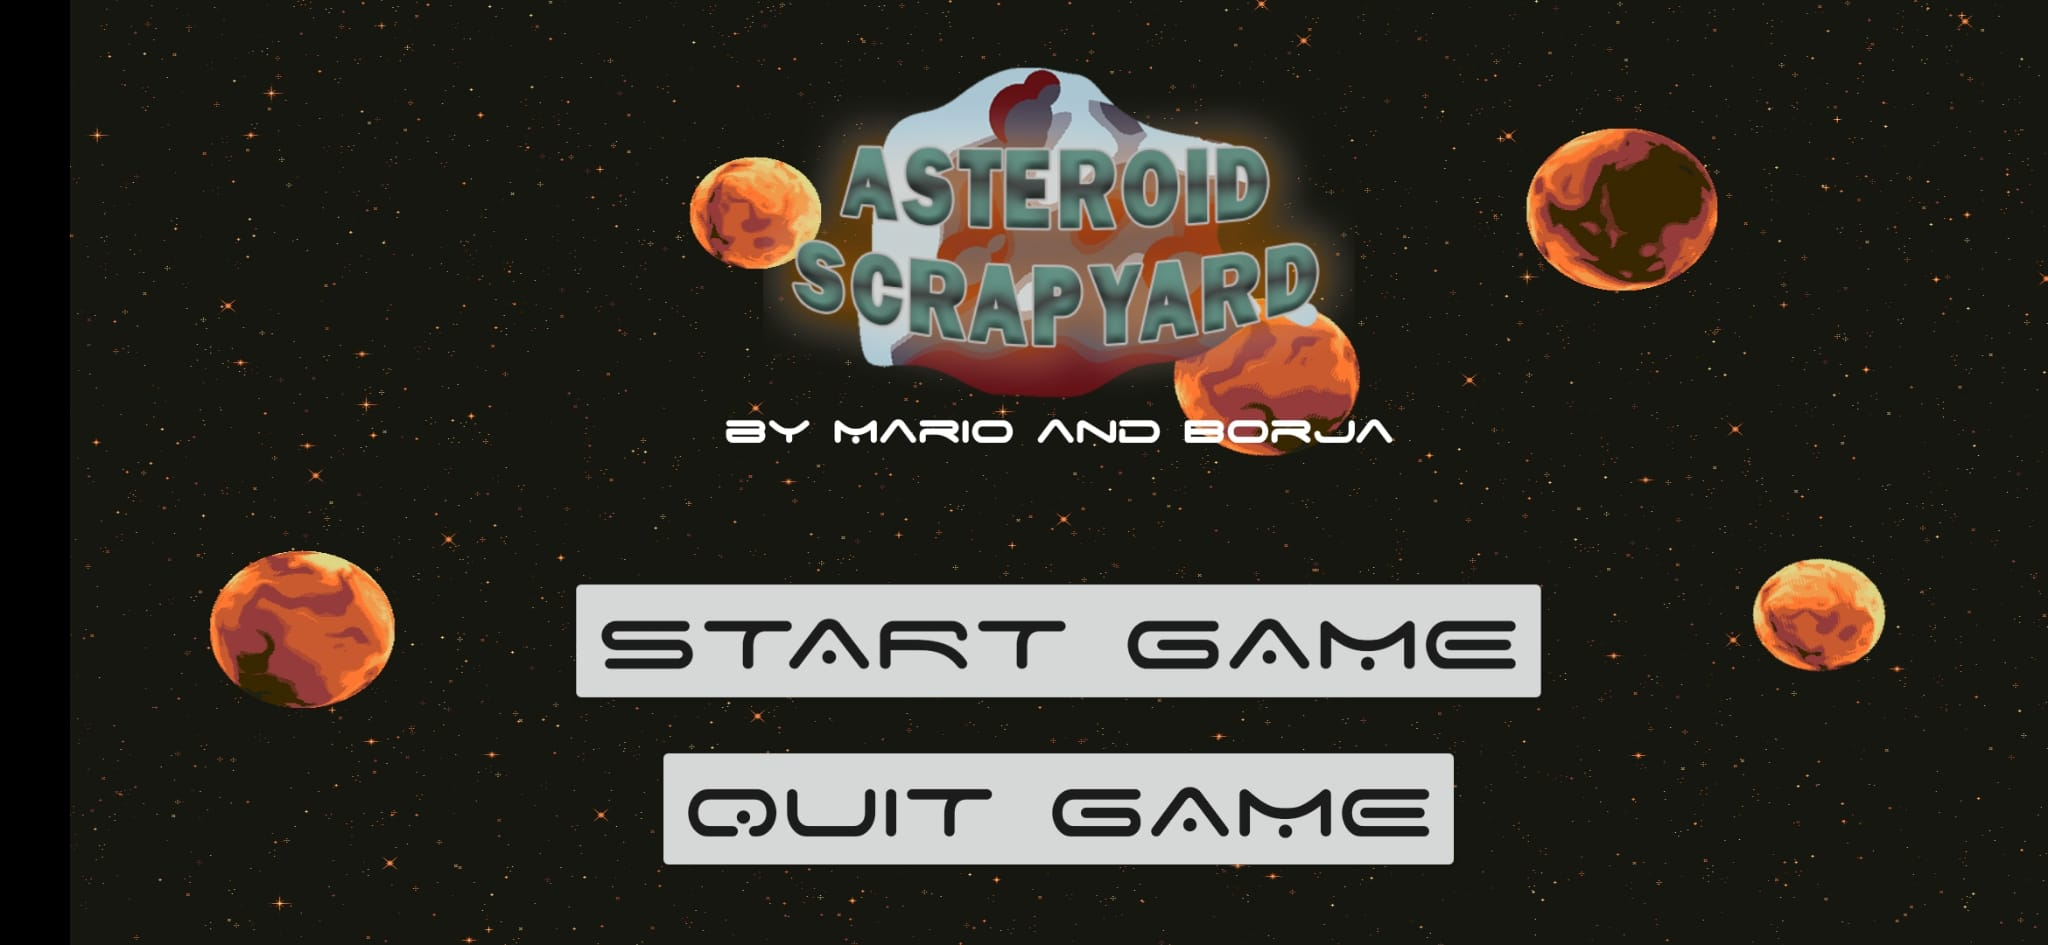 ASTEROID
SCRAPYARD
BY MARIO AND BORJA
START GAME
QUIT GAME